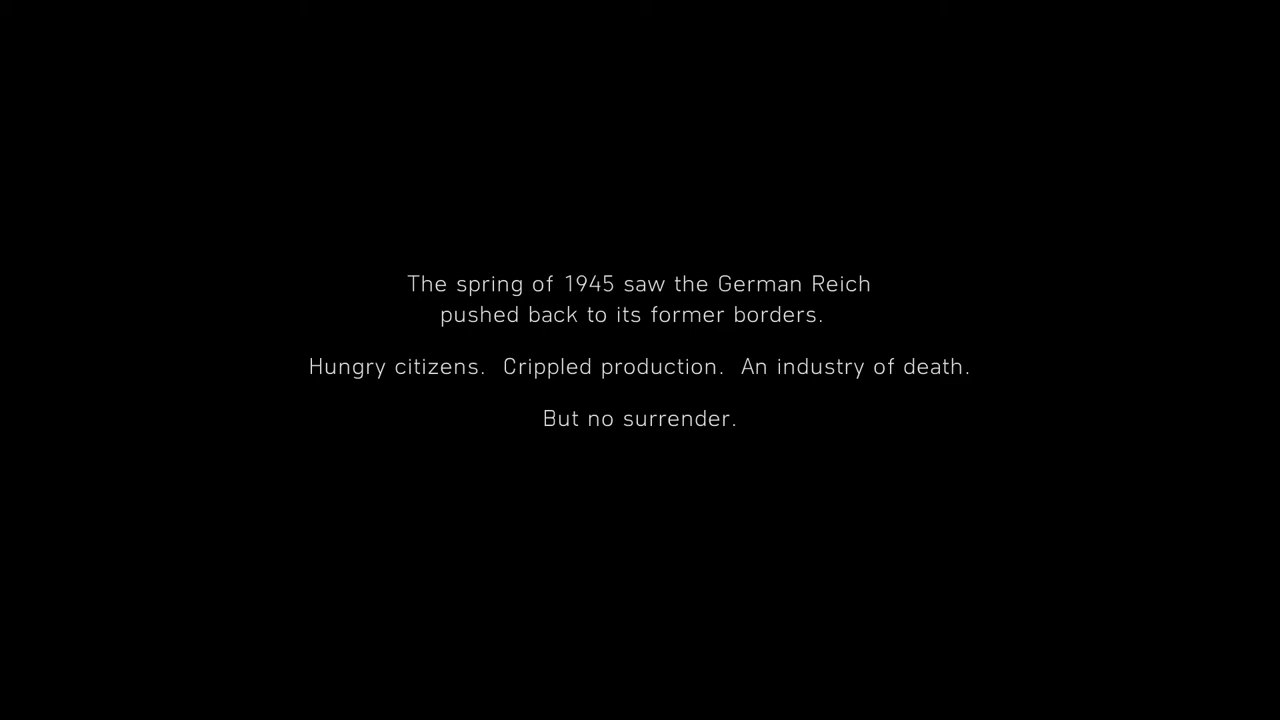 The spring of 1945 saw the German Reich
pushed back to its former borders.
Hungry citizens.  Crippled production.  An industry of death.
But no surrender.